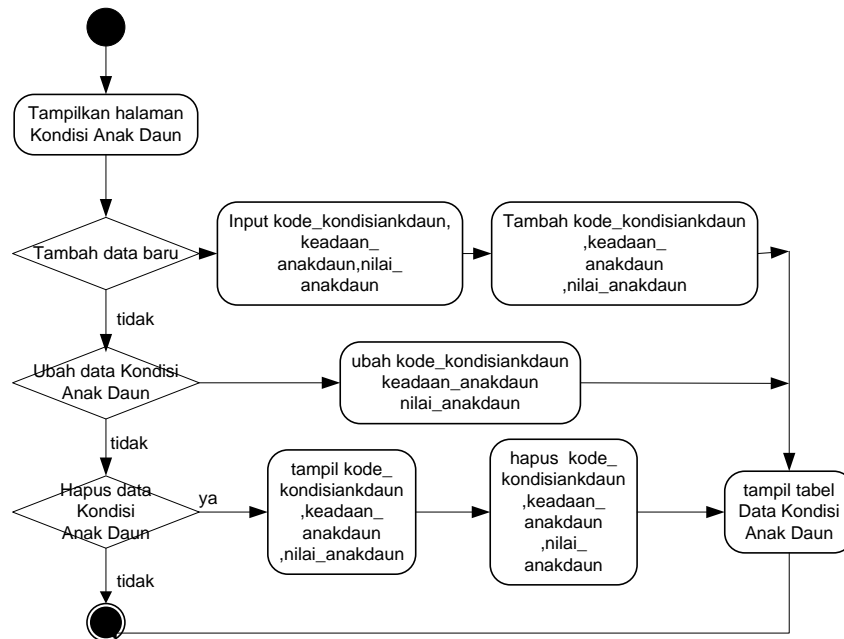 Tampilkan halaman
Kondisi Anak Daun
Tambah data baru
Input kode_kondisiankdaun,
keadaan_
anakdaun,nilai_
anakdaun
Tambah kode_kondisiankdaun
,keadaan_
anakdaun
,nilai_anakdaun
tidak
Ubah data Kondisi
Anak Daun
ubah kode_kondisiankdaun
keadaan_anakdaun
nilai_anakdaun
tidak
Hapus data
Kondisi
Anak Daun
ya
tampil kode_
kondisiankdaun
,keadaan_
anakdaun
,nilai_anakdaun
hapus  kode_
kondisiankdaun
,keadaan_
anakdaun
,nilai_
anakdaun
tampil tabel
Data Kondisi
Anak Daun
tidak